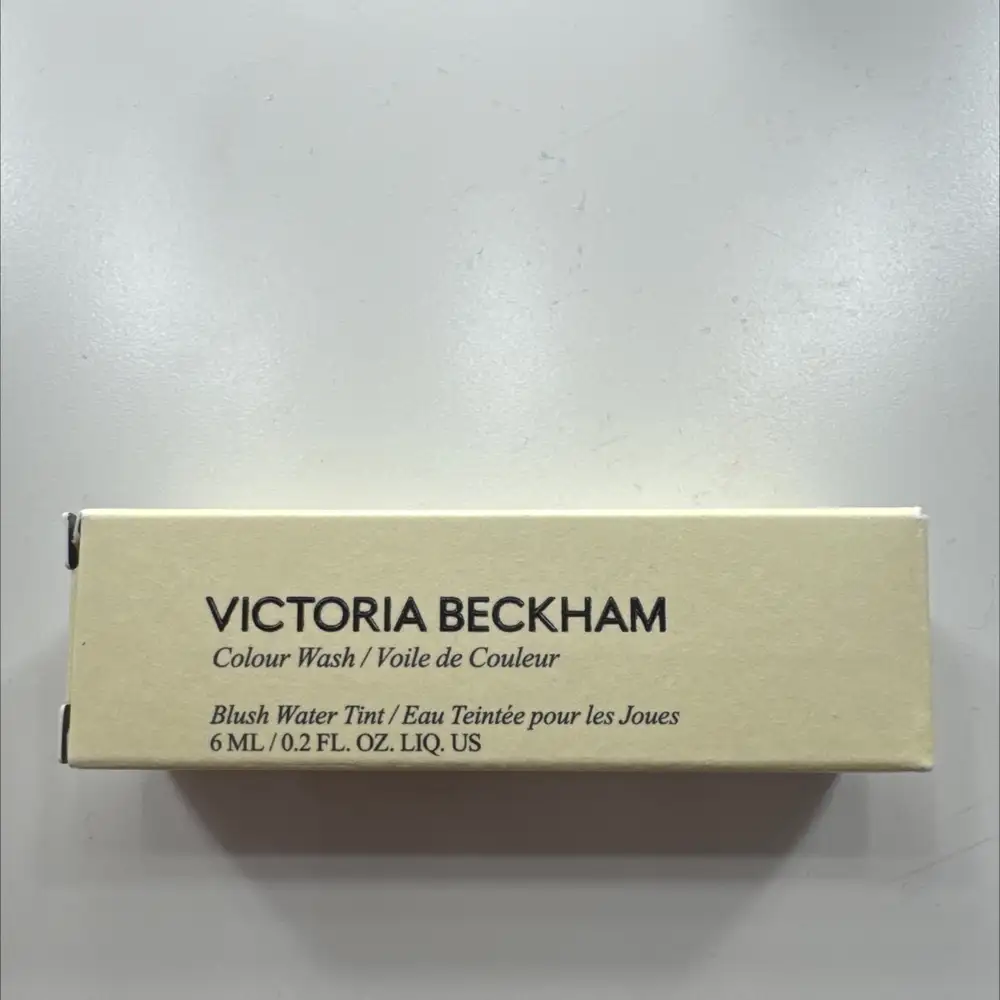 VICTORIA BECKHAM
Colour Wash / Voile de Couleur
Blush Water Tint / Eau Teintée pour les Joues
6 ML / 0.2 FL. OZ. LIQ. US